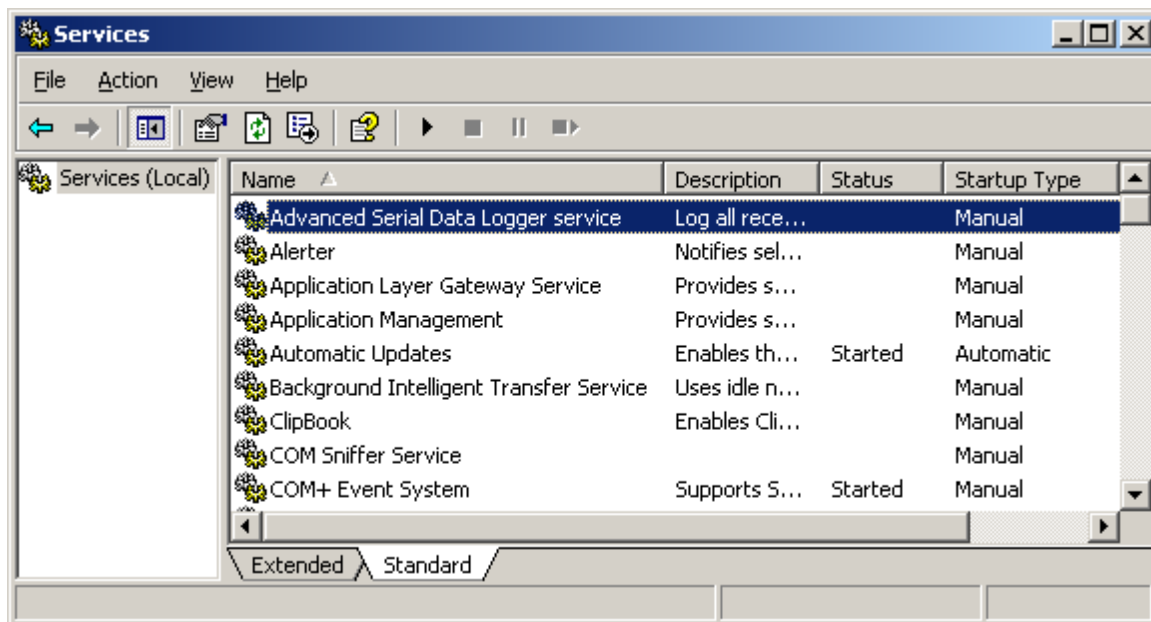 Services
File Action View Help
Services (Local)
Name Description Status Startup Type
Advanced Serial Data Logger service Log all rece... Manual
Alerter Notifies sel... Manual
Application Layer Gateway Service Provides s... Manual
Application Management Provides s... Manual
Automatic Updates Enables th... Started Automatic
Background Intelligent Transfer Service Uses idle n... Manual
ClipBook Enables Cli... Manual
COM Sniffer Service Manual
COM+ Event System Supports S... Started Manual
Extended Standard